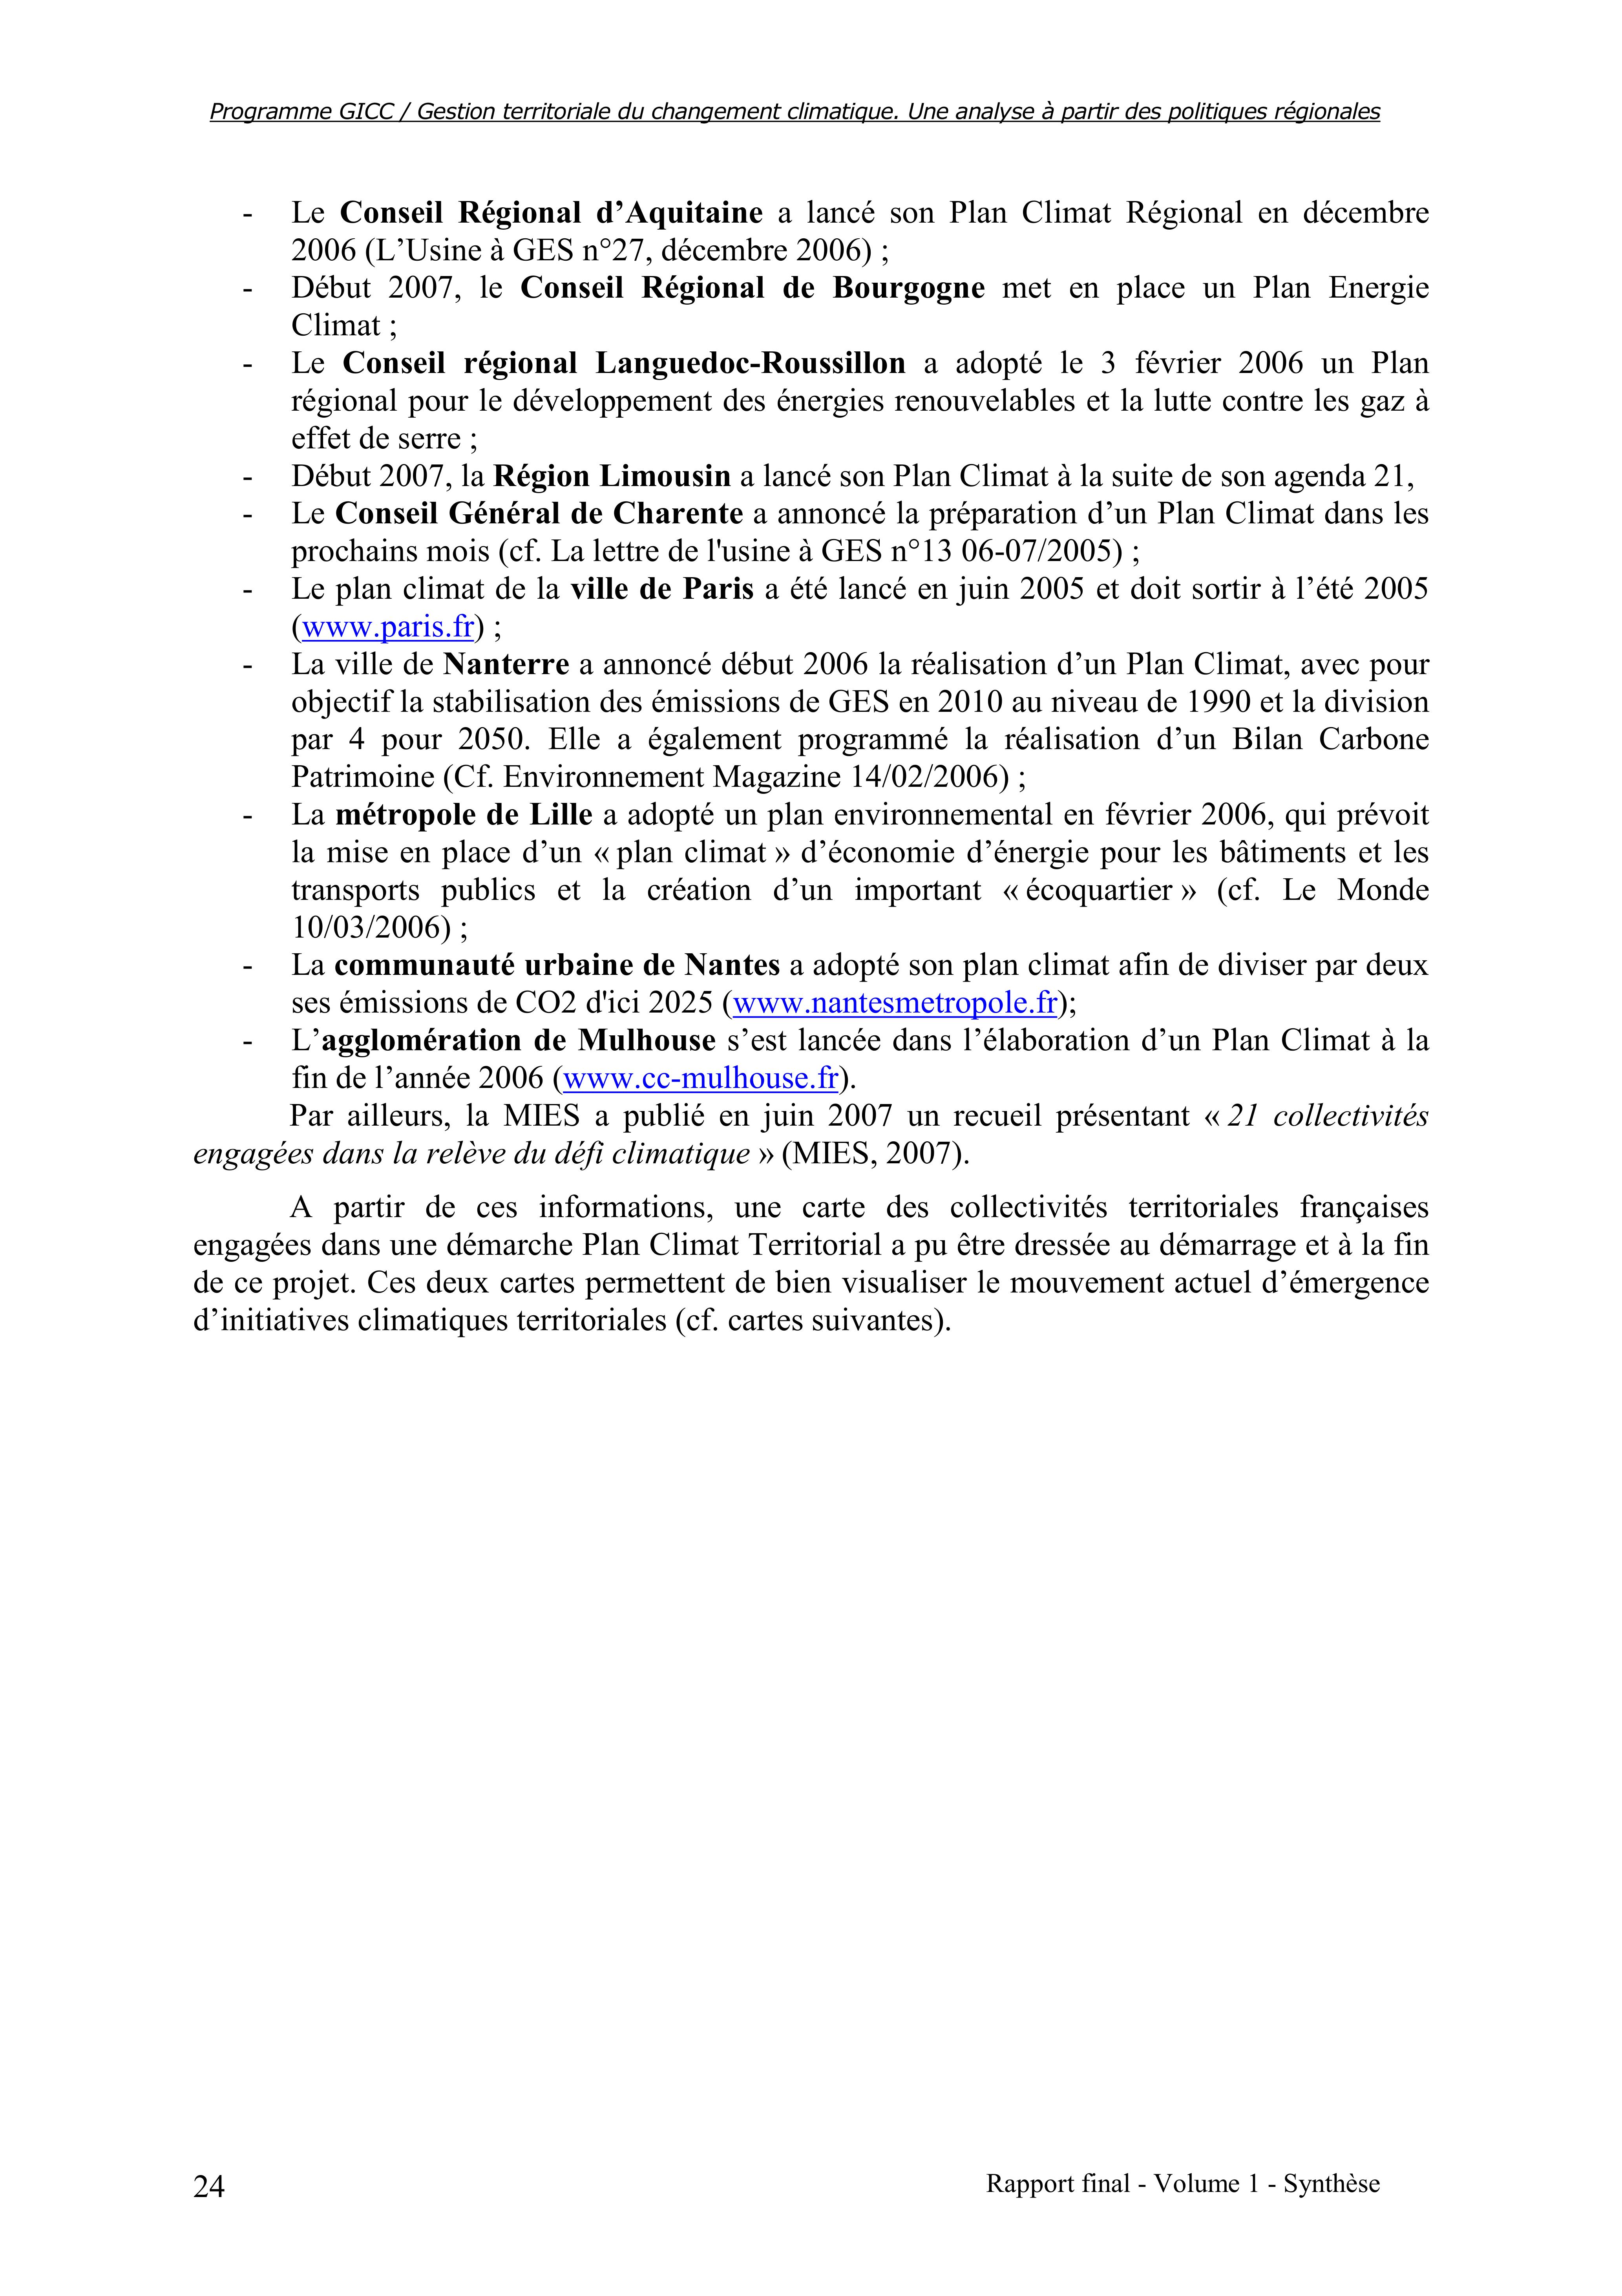 Programme GICC / Gestion territoriale du changement climatique. Une analyse à partir des politiques régionales
- Le Conseil Régional d’Aquitaine a lancé son Plan Climat Régional en décembre
2006 (L’Usine à GES n°27, décembre 2006) ;
- Début 2007, le Conseil Régional de Bourgogne met en place un Plan Energie
Climat ;
- Le Conseil régional Languedoc-Roussillon a adopté le 3 février 2006 un Plan
régional pour le développement des énergies renouvelables et la lutte contre les gaz à
effet de serre ;
- Début 2007, la Région Limousin a lancé son Plan Climat à la suite de son agenda 21,
- Le Conseil Général de Charente a annoncé la préparation d’un Plan Climat dans les
prochains mois (cf. La lettre de l'usine à GES n°13 06-07/2005) ;
- Le plan climat de la ville de Paris a été lancé en juin 2005 et doit sortir à l’été 2005
(www.paris.fr) ;
- La ville de Nanterre a annoncé début 2006 la réalisation d’un Plan Climat, avec pour
objectif la stabilisation des émissions de GES en 2010 au niveau de 1990 et la division
par 4 pour 2050. Elle a également programmé la réalisation d’un Bilan Carbone
Patrimoine (Cf. Environnement Magazine 14/02/2006) ;
- La métropole de Lille a adopté un plan environnemental en février 2006, qui prévoit
la mise en place d’un « plan climat » d’économie d’énergie pour les bâtiments et les
transports publics et la création d’un important « écoquartier » (cf. Le Monde
10/03/2006) ;
- La communauté urbaine de Nantes a adopté son plan climat afin de diviser par deux
ses émissions de CO2 d'ici 2025 (www.nantesmetropole.fr);
- L’agglomération de Mulhouse s’est lancée dans l’élaboration d’un Plan Climat à la
fin de l’année 2006 (www.cc-mulhouse.fr).
Par ailleurs, la MIES a publié en juin 2007 un recueil présentant « 21 collectivités
engagées dans la relève du défi climatique » (MIES, 2007).
A partir de ces informations, une carte des collectivités territoriales françaises
engagées dans une démarche Plan Climat Territorial a pu être dressée au démarrage et à la fin
de ce projet. Ces deux cartes permettent de bien visualiser le mouvement actuel d’émergence
d’initiatives climatiques territoriales (cf. cartes suivantes).
24 Rapport final - Volume 1 - Synthèse